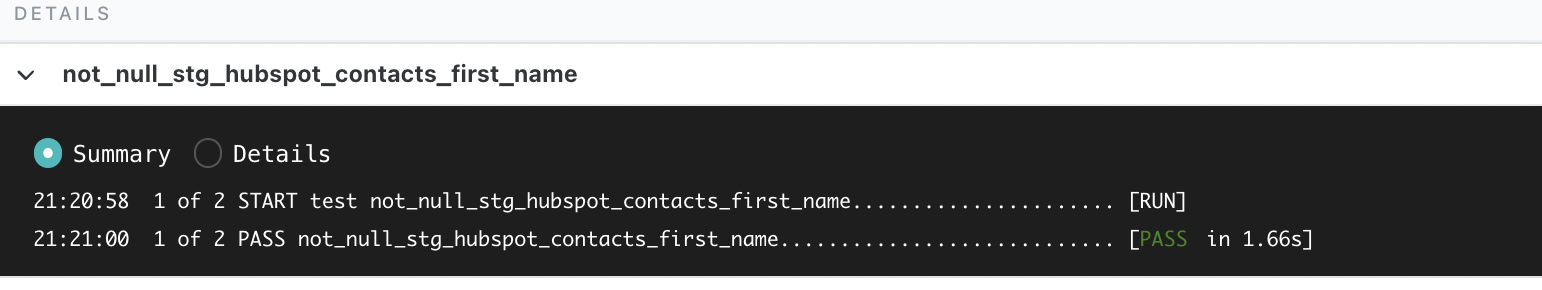 DETAILS
not_null_stg_hubspot_contacts_first_name
Summary Details
21:20:58 1 of 2 START test not_null_stg_hubspot_contacts_first_name...................... [RUN]
21:21:00 1 of 2 PASS not_null_stg_hubspot_contacts_first_name............................ [PASS in 1.66s]